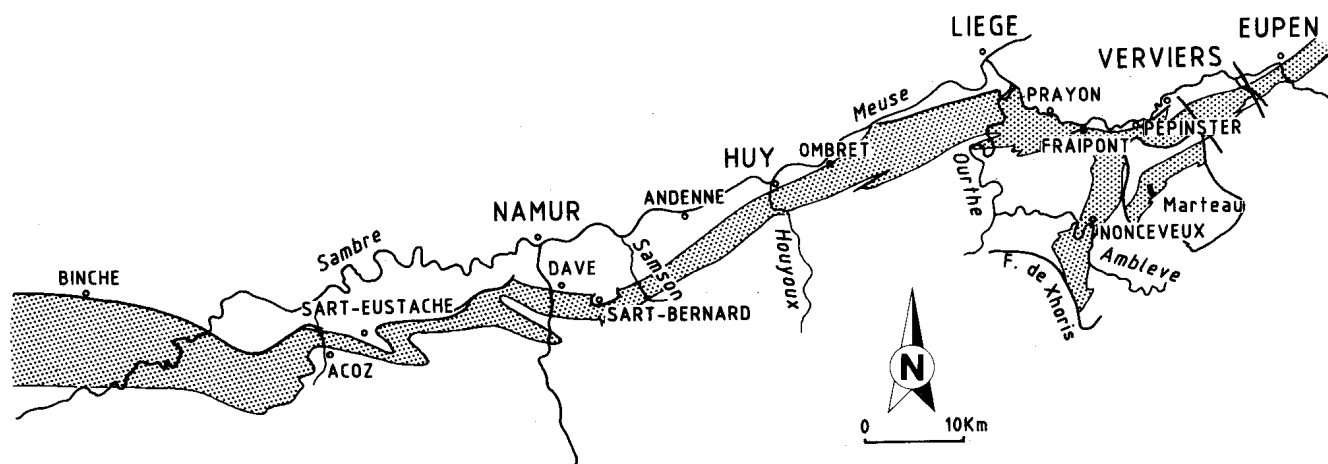 LIEGE
EUPEN
VERVIERS
Meuse
PRAYON
PEPINSTER
FRAIPONT
OMBRET
HUY
Ourthe
ANDENNE
Marteau
NAMUR
NONCEVEUX
Sambre
Samson
Houyoux
Ambleve
F. de Xhoris
DAVE
BINCHE
SART-EUSTACHE
SART-BERNARD
ACOZ
N
0 10Km